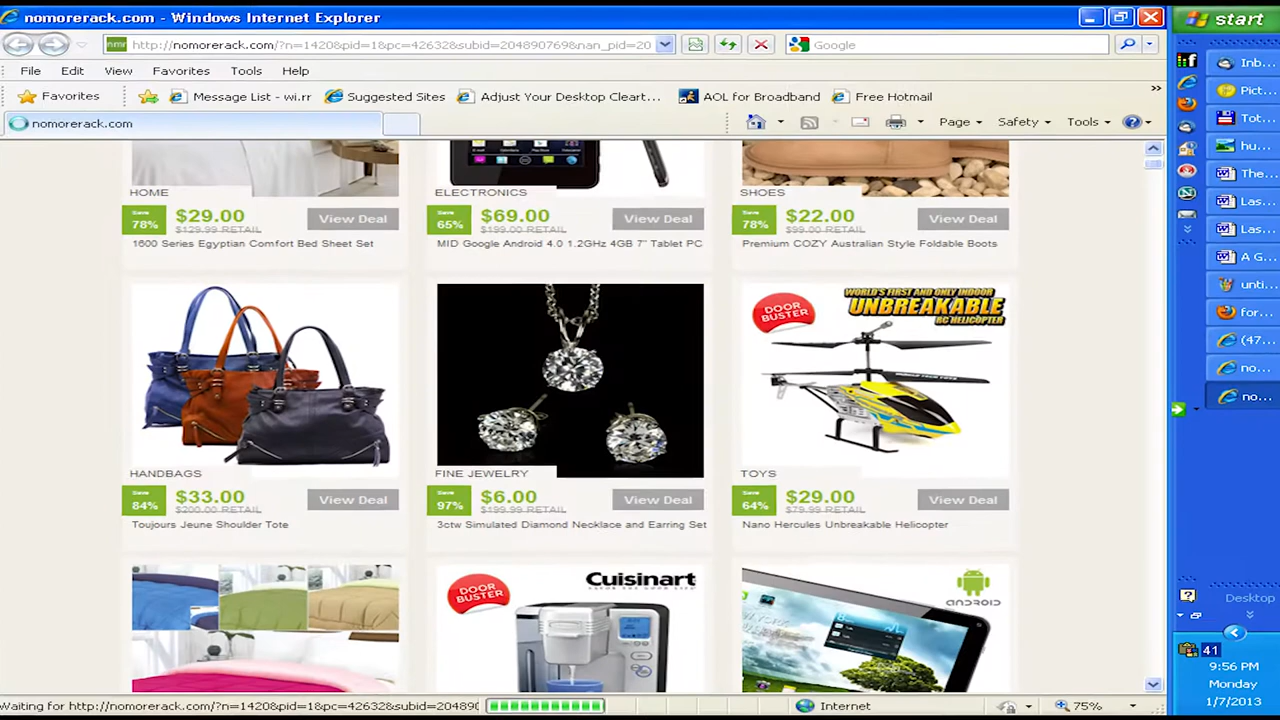 nomorerack.com - Windows Internet Explorer
start
nmr http://nomorerack.com/?n=1420&pid=1&pc=42632&subid=204890769&nan_pid=20
Google
File Edit View Favorites Tools Help
Favorites
Message List - wi.rr
Suggested Sites
Adjust Your Desktop Cleart...
AOL for Broadband
Free Hotmail
nomorerack.com
Page Safety Tools
Inb...
Pict...
Tot...
hu...
The...
Las...
Las...
A G...
unti...
for...
(47...
no...
no...
HOME
Save 78%
$29.00
$129.99 RETAIL
View Deal
1600 Series Egyptian Comfort Bed Sheet Set
ELECTRONICS
Save 65%
$69.00
$199.00 RETAIL
View Deal
MID Google Android 4.0 1.2GHz 4GB 7" Tablet PC
SHOES
Save 78%
$22.00
$99.00 RETAIL
View Deal
Premium COZY Australian Style Foldable Boots
HANDBAGS
Save 84%
$33.00
$200.00 RETAIL
View Deal
Toujours Jeune Shoulder Tote
FINE JEWELRY
Save 97%
$6.00
$199.99 RETAIL
View Deal
3ctw Simulated Diamond Necklace and Earring Set
DOOR BUSTER
WORLD'S FIRST AND ONLY INDOOR
UNBREAKABLE
RC HELICOPTER
TOYS
Save 64%
$29.00
$79.99 RETAIL
View Deal
Nano Hercules Unbreakable Helicopter
DOOR BUSTER
Cuisinart
ANDROID
Desktop
41
9:56 PM
Monday
1/7/2013
Waiting for http://nomorerack.com/?n=1420&pid=1&pc=42632&subid=20489
Internet
75%